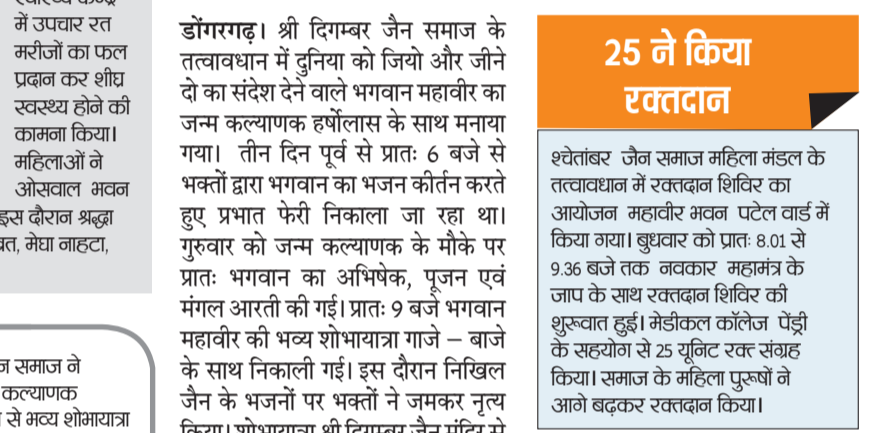 में उपचार रत
मरीजों का फल
प्रदान कर शीघ्र
स्वस्थ्य होने की
कामना किया।
महिलाओं ने
ओसवाल भवन
इस दौरान श्रद्धा
मेघा नाहटा,
समाज ने
कल्याणक
से भव्य शोभायात्रा
डोंगरगढ़। श्री दिगम्बर जैन समाज के
तत्वावधान में दुनिया को जियो और जीने
दो का संदेश देने वाले भगवान महावीर का
जन्म कल्याणक हर्षोलास के साथ मनाया
गया। तीन दिन पूर्व से प्रातः 6 बजे से
भक्तों द्वारा भगवान का भजन कीर्तन करते
हुए प्रभात फेरी निकाला जा रहा था।
गुरुवार को जन्म कल्याणक के मौके पर
प्रातः भगवान का अभिषेक, पूजन एवं
मंगल आरती की गई। प्रातः 9 बजे भगवान
महावीर की भव्य शोभायात्रा गाजे – बाजे
के साथ निकाली गई। इस दौरान निखिल
जैन के भजनों पर भक्तों ने जमकर नृत्य
किया। शोभायात्रा श्री दिगम्बर जैन मंदिर से
25 ने किया
रक्तदान
श्वेतांबर जैन समाज महिला मंडल के
तत्वावधान में रक्तदान शिविर का
आयोजन महावीर भवन पटेल वार्ड में
किया गया। बुधवार को प्रातः 8.01 से
9.36 बजे तक नवकार महामंत्र के
जाप के साथ रक्तदान शिविर की
शुरूवात हुई। मेडीकल कॉलेज पेंड्री
के सहयोग से 25 यूनिट रक्त संग्रह
किया। समाज के महिला पुरूषों ने
आगे बढ़कर रक्तदान किया।